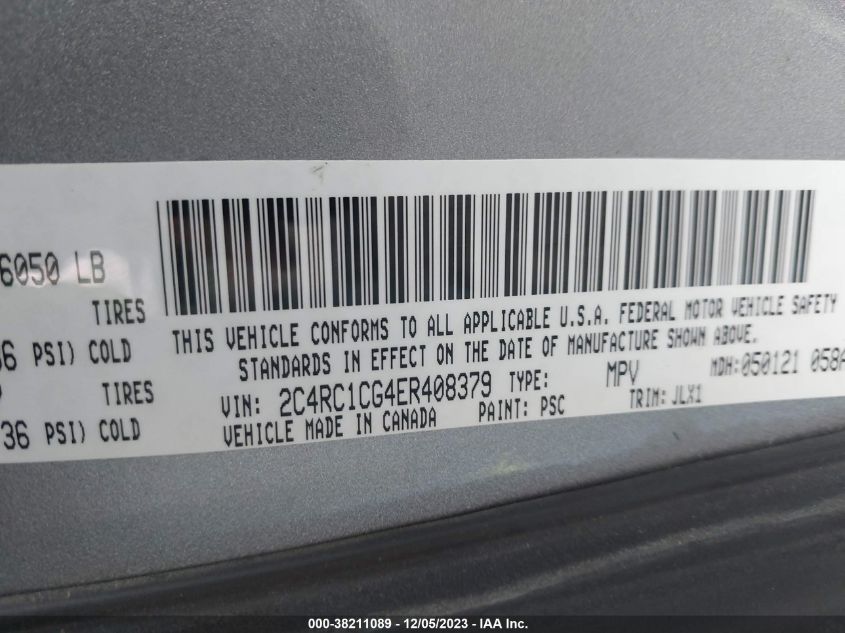 6050 LB
TIRES
36 PSI) COLD
TIRES
36 PSI) COLD
THIS VEHICLE CONFORMS TO ALL APPLICABLE U.S.A. FEDERAL MOTOR VEHICLE SAFETY
STANDARDS IN EFFECT ON THE DATE OF MANUFACTURE SHOWN ABOVE.
VIN: 2C4RC1CG4ER408379 TYPE: MPV MDH: 050121 058
VEHICLE MADE IN CANADA PAINT: PSC TRIM: JLX1
000-38211089 - 12/05/2023 - IAA Inc.